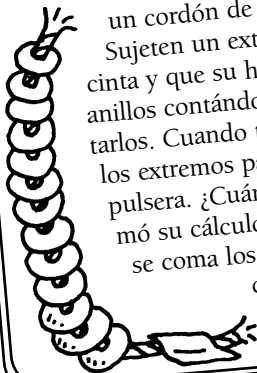 un cordón de
Sujeten un ext
cinta y que su h
anillos contándo
tarlos. Cuando t
los extremos pa
pulsera. ¿Cuán
mó su cálculo
se coma los